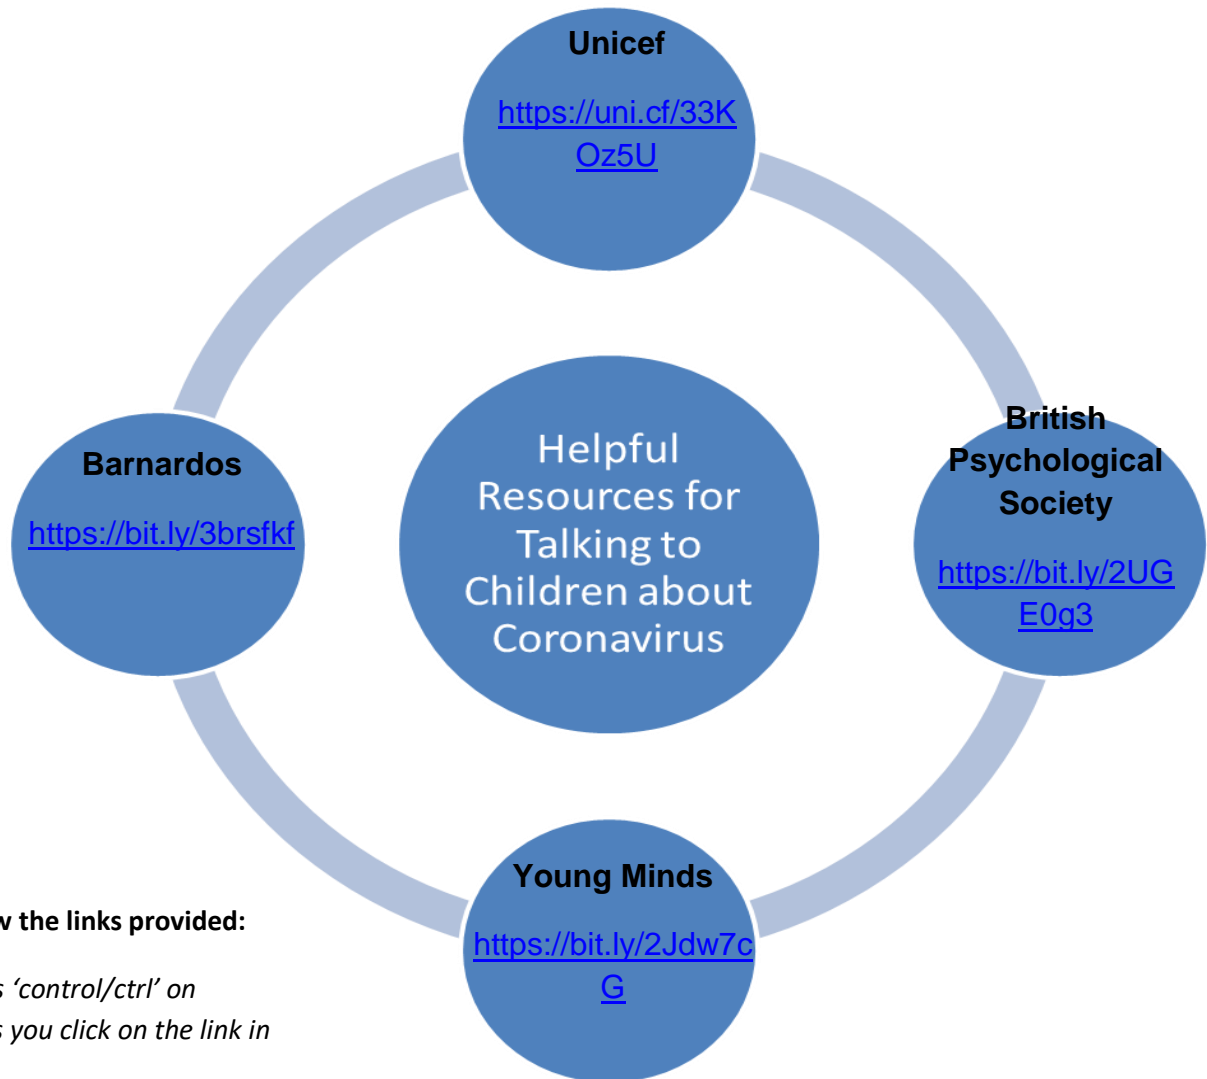 Unicef
https://uni.cf/33K
Oz5U
British
Psychological
Society
https://bit.ly/2UG
E0g3
Helpful
Resources for
Talking to
Children about
Coronavirus
Barnardos
https://bit.ly/3brsfkf
Young Minds
https://bit.ly/2Jdw7c
G
w the links provided:
s ‘control/ctrl’ on
s you click on the link in